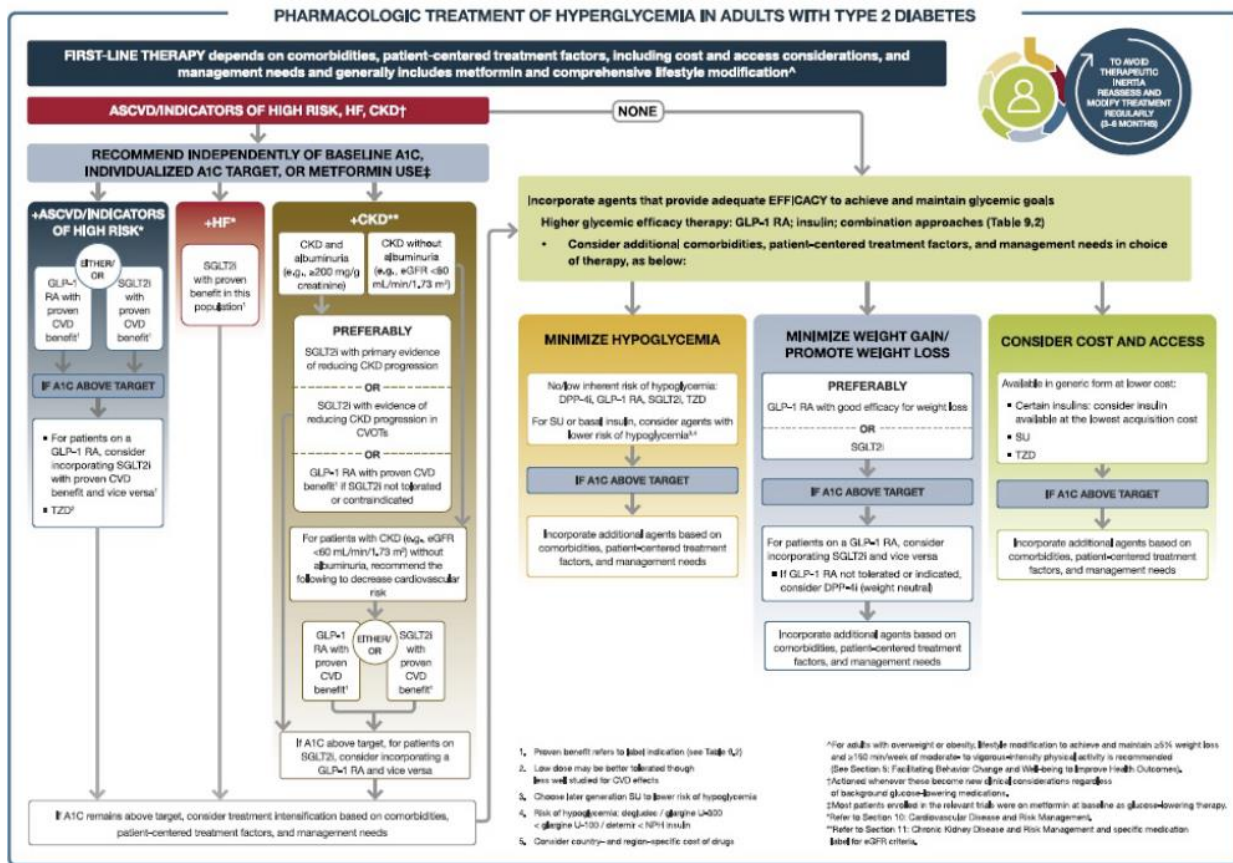 PHARMACOLOGIC TREATMENT OF HYPERGLYCEMIA IN ADULTS WITH TYPE 2 DIABETES
FIRST-LINE THERAPY depends on comorbidities, patient-centered treatment factors, including cost and access considerations, and
management needs and generally includes metformin and comprehensive lifestyle modification^
TO AVOID
THERAPEUTIC
INERTIA
REASSESS AND
MODIFY TREATMENT
REGULARLY
(3-6 MONTHS)
ASCVD/INDICATORS OF HIGH RISK, HF, CKD†
NONE
RECOMMEND INDEPENDENTLY OF BASELINE A1C,
INDIVIDUALIZED A1C TARGET, OR METFORMIN USE‡
+ASCVD/INDICATORS
OF HIGH RISK*
EITHER/
OR
GLP-1
RA with
proven
CVD
benefit¹
SGLT2i
with
proven
CVD
benefit¹
IF A1C ABOVE TARGET
▪ For patients on a
GLP-1 RA, consider
incorporating SGLT2i
with proven CVD
benefit and vice versa¹
▪ TZD²
+HF*
SGLT2i
with proven
benefit in this
population¹
+CKD**
CKD and
albuminuria
(e.g., ≥200 mg/g
creatinine)
CKD without
albuminuria
(e.g., eGFR <60
mL/min/1.73 m²)
PREFERABLY
SGLT2i with primary evidence
of reducing CKD progression
OR
SGLT2i with evidence of
reducing CKD progression in
CVOTs
OR
GLP-1 RA with proven CVD
benefit¹ if SGLT2i not tolerated
or contraindicated
For patients with CKD (e.g., eGFR
<60 mL/min/1.73 m²) without
albuminuria, recommend the
following to decrease cardiovascular
risk
EITHER/
OR
GLP-1
RA with
proven
CVD
benefit¹
SGLT2i
with
proven
CVD
benefit¹
If A1C above target, for patients on
SGLT2i, consider incorporating a
GLP-1 RA and vice versa
If A1C remains above target, consider treatment intensification based on comorbidities,
patient-centered treatment factors, and management needs
Incorporate agents that provide adequate EFFICACY to achieve and maintain glycemic goals
Higher glycemic efficacy therapy: GLP-1 RA; insulin; combination approaches (Table 9.2)
• Consider additional comorbidities, patient-centered treatment factors, and management needs in choice
of therapy, as below:
MINIMIZE HYPOGLYCEMIA
No/low inherent risk of hypoglycemia:
DPP-4i, GLP-1 RA, SGLT2i, TZD
For SU or basal insulin, consider agents with
lower risk of hypoglycemia³,⁴
IF A1C ABOVE TARGET
Incorporate additional agents based on
comorbidities, patient-centered treatment
factors, and management needs
MINIMIZE WEIGHT GAIN/
PROMOTE WEIGHT LOSS
PREFERABLY
GLP-1 RA with good efficacy for weight loss
OR
SGLT2i
IF A1C ABOVE TARGET
For patients on a GLP-1 RA, consider
incorporating SGLT2i and vice versa
▪ If GLP-1 RA not tolerated or indicated,
consider DPP-4i (weight neutral)
Incorporate additional agents based on
comorbidities, patient-centered treatment
factors, and management needs
CONSIDER COST AND ACCESS
Available in generic form at lower cost:
▪ Certain insulins: consider insulin
available at the lowest acquisition cost
▪ SU
▪ TZD
IF A1C ABOVE TARGET
Incorporate additional agents based on
comorbidities, patient-centered treatment
factors, and management needs
1. Proven benefit refers to label indication (see Table 9.2)
2. Low dose may be better tolerated though
less well studied for CVD effects
3. Choose later generation SU to lower risk of hypoglycemia
4. Risk of hypoglycemia: degludec / glargine U-300
< glargine U-100 / detemir < NPH insulin
5. Consider country- and region-specific cost of drugs
^For adults with overweight or obesity, lifestyle modification to achieve and maintain ≥5% weight loss
and ≥150 min/week of moderate- to vigorous-intensity physical activity is recommended
(See Section 5: Facilitating Behavior Change and Well-being to Improve Health Outcomes).
†Actioned whenever these become new clinical considerations regardless
of background glucose-lowering medications.
‡Most patients enrolled in the relevant trials were on metformin at baseline as glucose-lowering therapy.
*Refer to Section 10: Cardiovascular Disease and Risk Management.
**Refer to Section 11: Chronic Kidney Disease and Risk Management and specific medication
label for eGFR criteria.